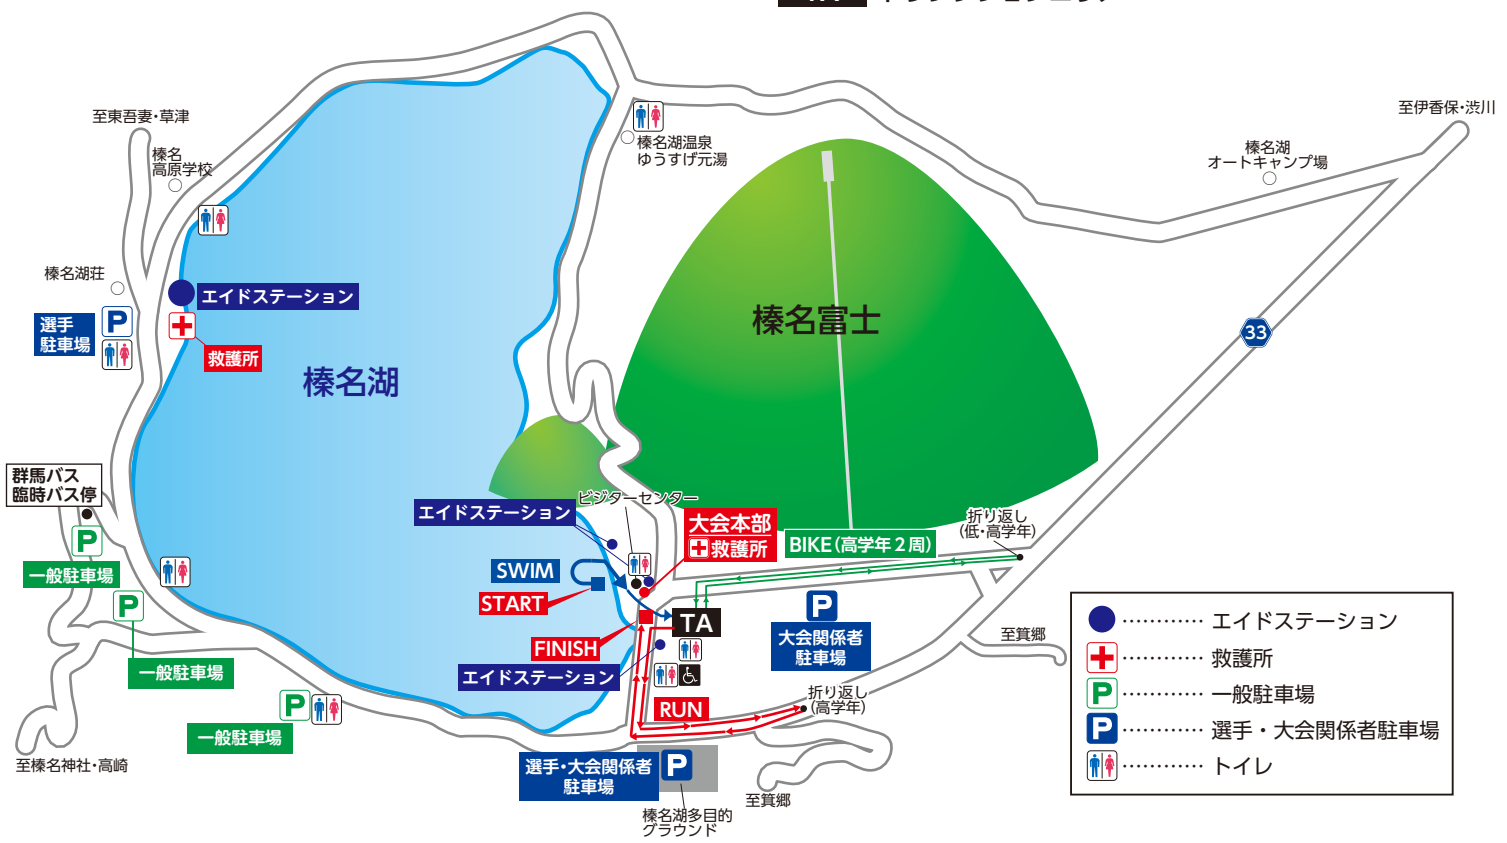 至東吾妻・草津
榛名
高原学校
榛名湖温泉
ゆうすげ元湯
至伊香保・渋川
榛名湖
オートキャンプ場
榛名湖荘
エイドステーション
選手
駐車場
P
救護所
榛名湖
榛名富士
33
群馬バス
臨時バス停
P
一般駐車場
P
一般駐車場
P
一般駐車場
至榛名神社・高崎
ビジターセンター
エイドステーション
大会本部
救護所
BIKE(高学年2周)
折り返し
(低・高学年)
SWIM
START
FINISH
TA
エイドステーション
P
大会関係者
駐車場
至箕郷
RUN
折り返し
(高学年)
選手・大会関係者
駐車場
P
榛名湖多目的
グラウンド
至箕郷
………… エイドステーション
………… 救護所
P ………… 一般駐車場
P ………… 選手・大会関係者駐車場
………… トイレ